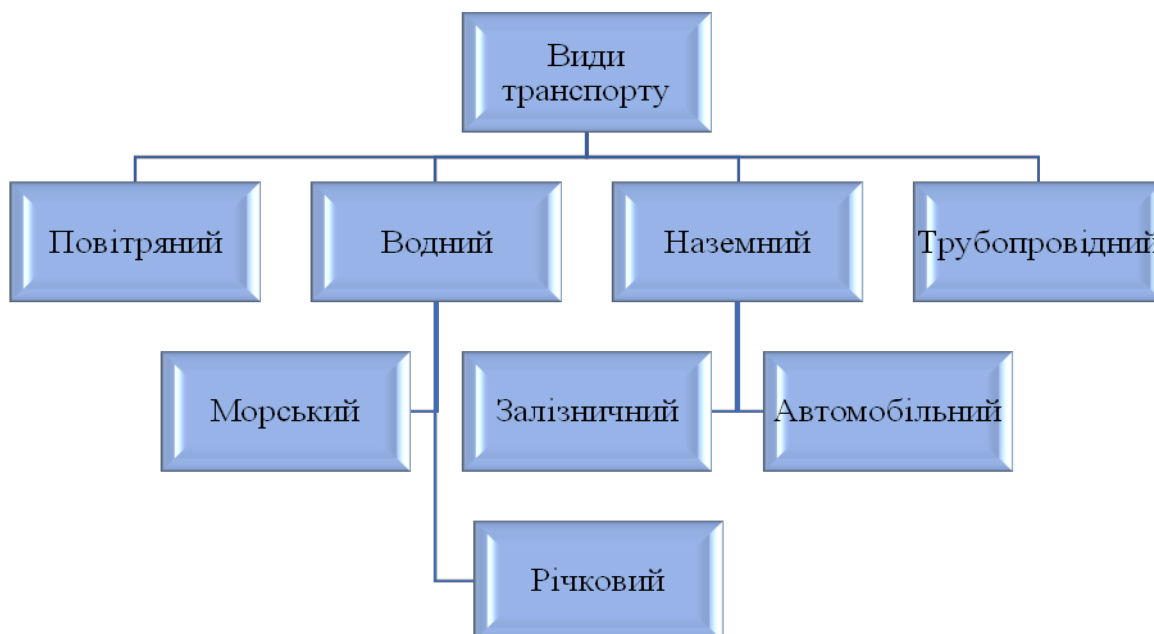 Види
транспорту
Повітряний
Водний
Наземний
Трубопровідний
Морський
Залізничний
Автомобільний
Річковий